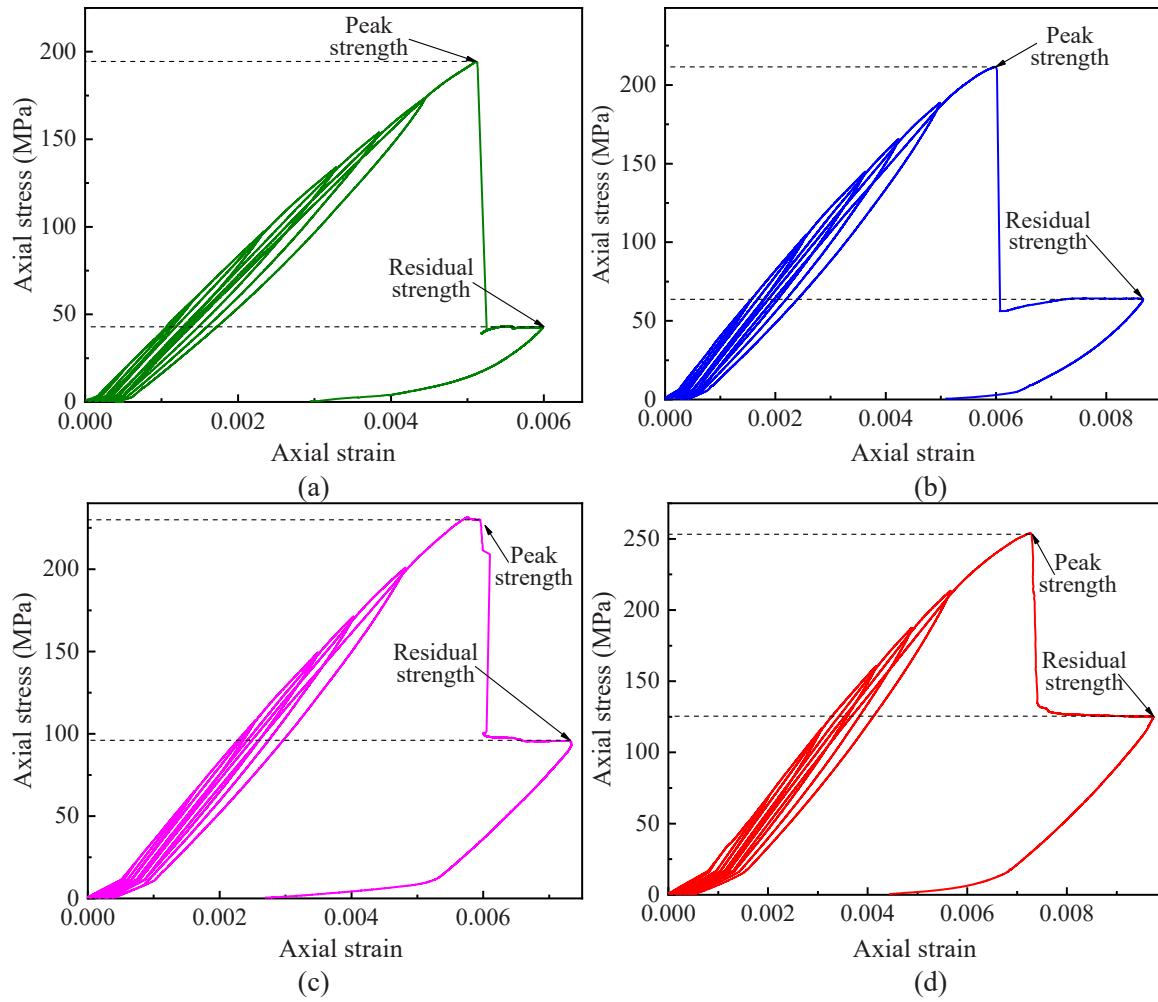 Peak
strength
Residual
strength
200
150
100
50
0
0.000
0.002
0.004
0.006
Axial stress (MPa)
Axial strain
(a)
Peak
strength
Residual
strength
200
150
100
50
0
0.000
0.002
0.004
0.006
0.008
Axial stress (MPa)
Axial strain
(b)
Peak
strength
Residual
strength
200
150
100
50
0
0.000
0.002
0.004
0.006
Axial stress (MPa)
Axial strain
(c)
Peak
strength
Residual
strength
250
200
150
100
50
0
0.000
0.002
0.004
0.006
0.008
Axial stress (MPa)
Axial strain
(d)